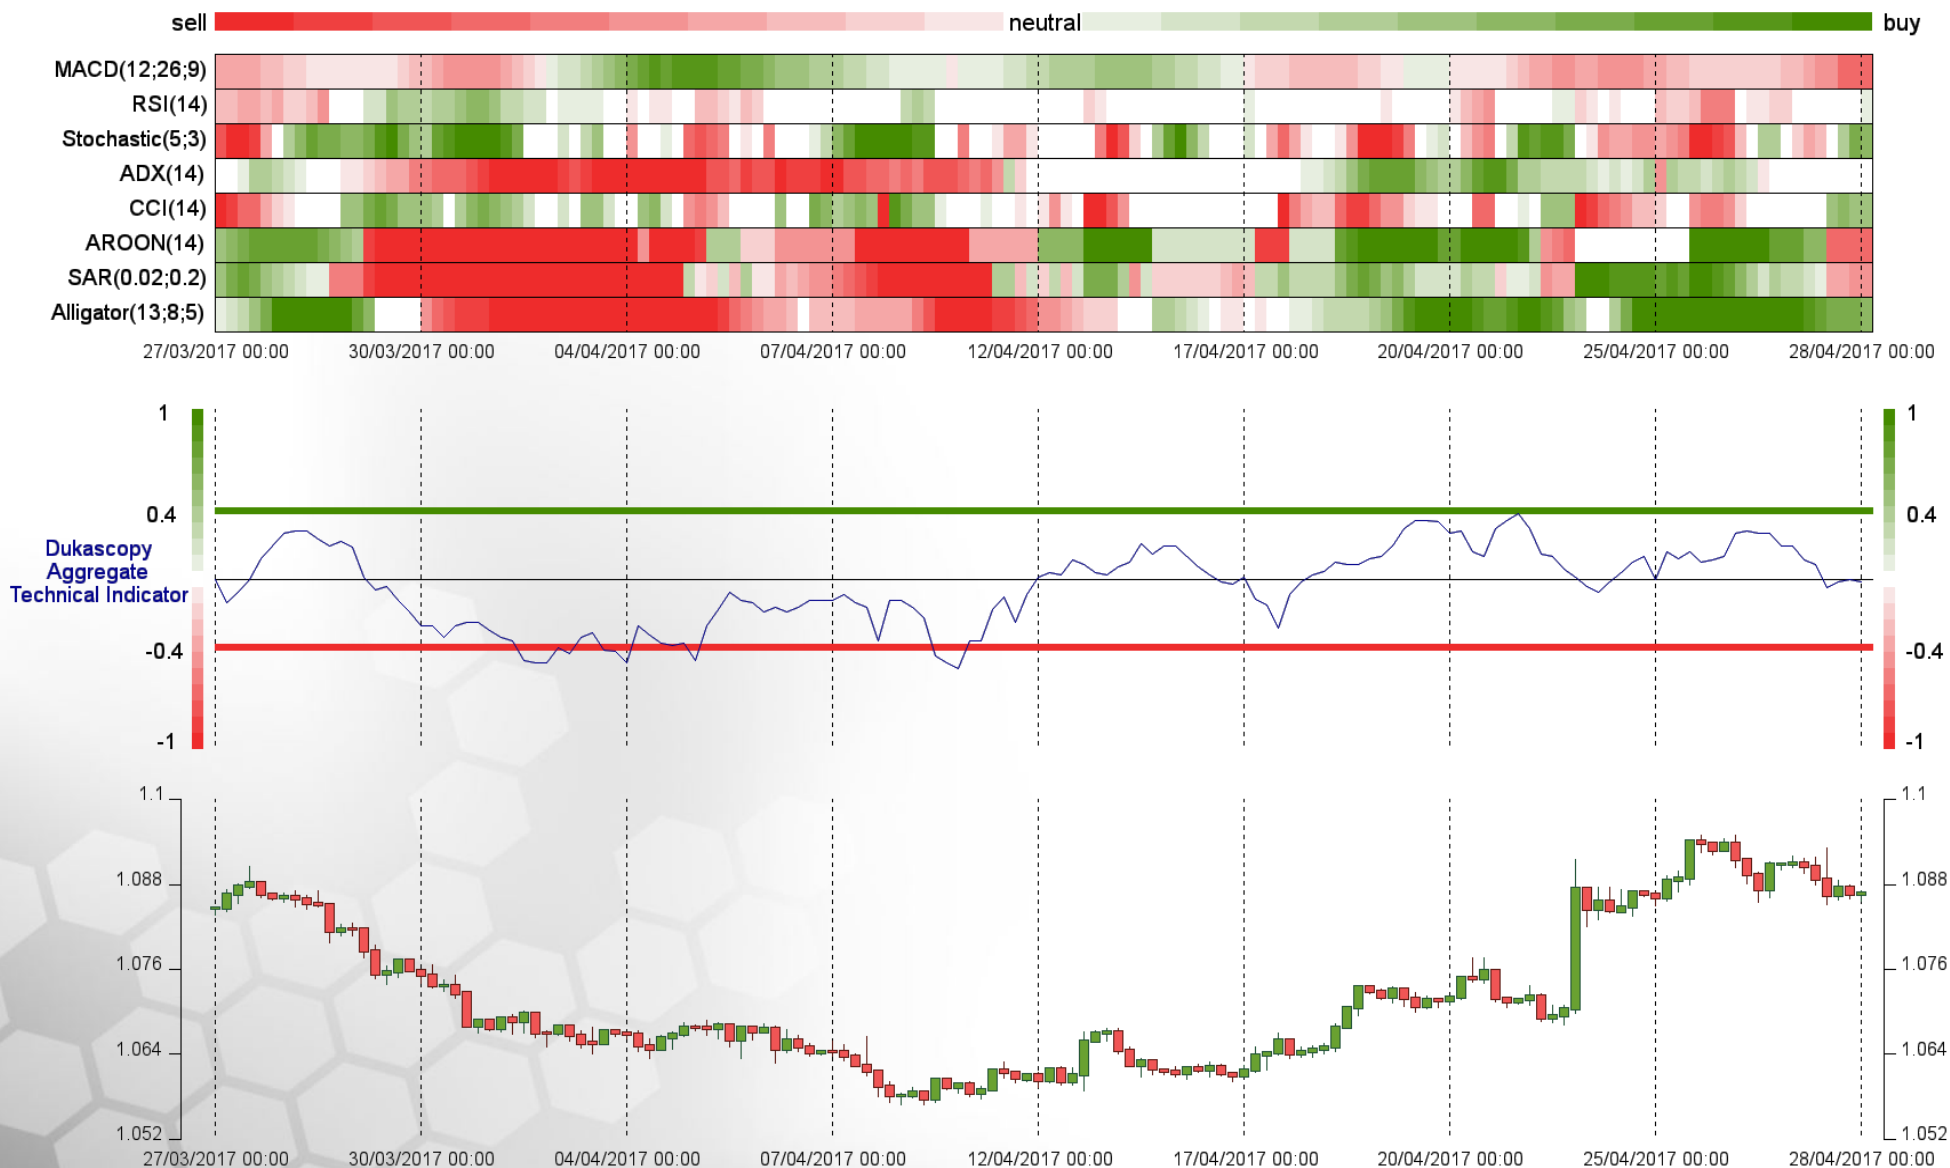 sell neutral buy
MACD(12;26;9)
RSI(14)
Stochastic(5;3)
ADX(14)
CCI(14)
AROON(14)
SAR(0.02;0.2)
Alligator(13;8;5)
27/03/2017 00:00 30/03/2017 00:00 04/04/2017 00:00 07/04/2017 00:00 12/04/2017 00:00 17/04/2017 00:00 20/04/2017 00:00 25/04/2017 00:00 28/04/2017 00:00
1 1
0.4 0.4
Dukascopy
Aggregate
Technical Indicator
-0.4 -0.4
-1 -1
1.1 1.1
1.088 1.088
1.076 1.076
1.064 1.064
1.052 1.052
27/03/2017 00:00 30/03/2017 00:00 04/04/2017 00:00 07/04/2017 00:00 12/04/2017 00:00 17/04/2017 00:00 20/04/2017 00:00 25/04/2017 00:00 28/04/2017 00:00